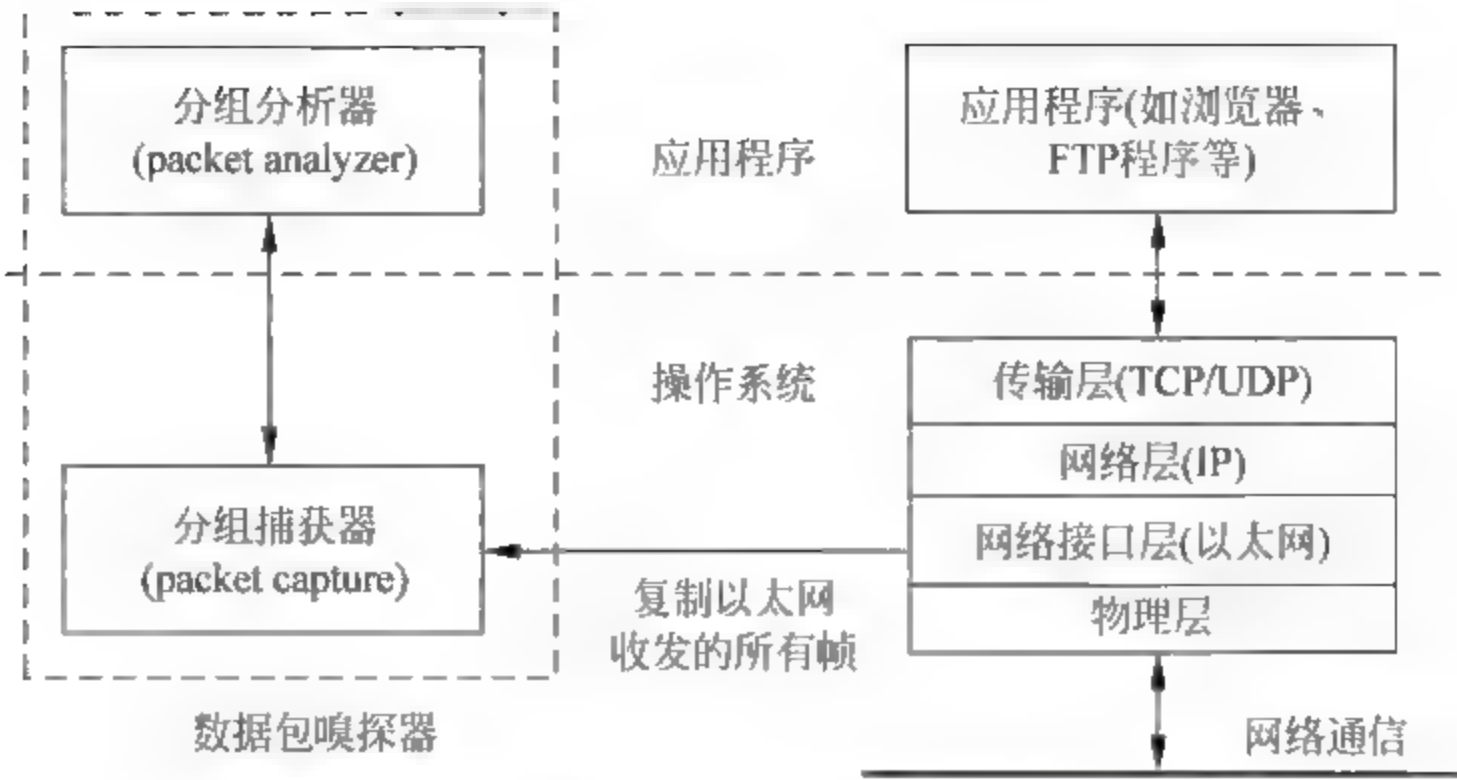 分组分析器
(packet analyzer)
应用程序
应用程序(如浏览器、
FTP程序等)
操作系统
传输层(TCP/UDP)
网络层(IP)
网络接口层(以太网)
物理层
分组捕获器
(packet capture)
复制以太网
收发的所有帧
数据包嗅探器
网络通信